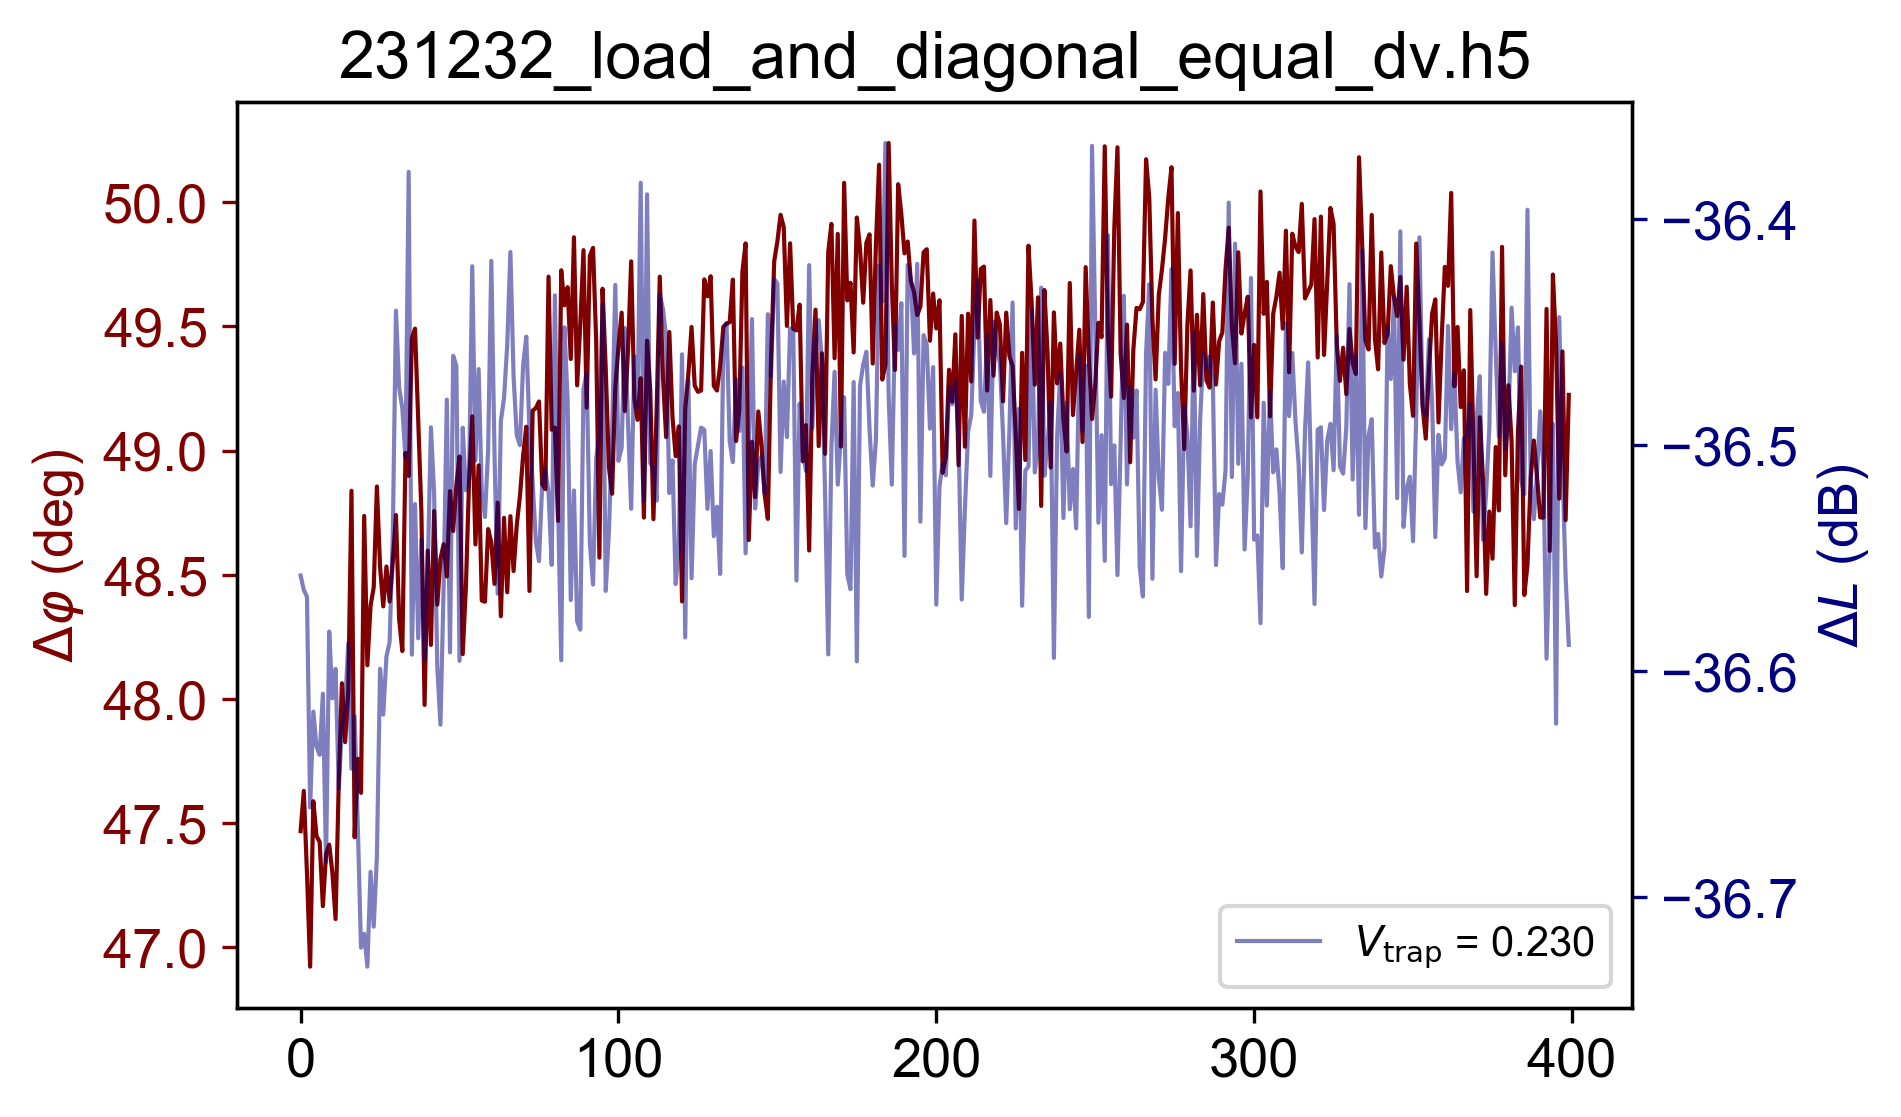 231232_load_and_diagonal_equal_dv.h5
50.0
49.5
49.0
48.5
48.0
47.5
47.0
Δφ (deg)
−36.4
−36.5
−36.6
−36.7
ΔL (dB)
V_trap = 0.230
0 100 200 300 400